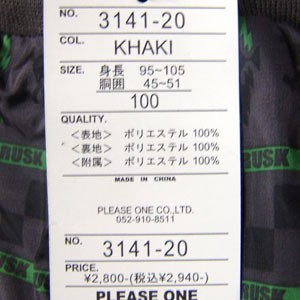 NO. 3141-20
COL. KHAKI
SIZE. 身長 95~105
胴囲 45~51
100
QUALITY.
<表地> ポリエステル 100%
<裏地> ポリエステル 100%
<附属> ポリエステル 100%
MADE IN CHINA
PLEASE ONE CO.,LTD.
052-910-8511
NO. 3141-20
PRICE.
¥2,800-(税込¥2,940-)
PLEASE ONE
RUSK
RUSK